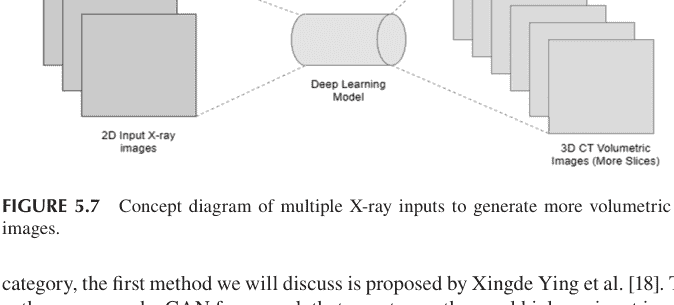 Deep Learning
Model
2D Input X-ray
images
3D CT Volumetric
Images (More Slices)
FIGURE 5.7 Concept diagram of multiple X-ray inputs to generate more volumetric
images.
category, the first method we will discuss is proposed by Xingde Ying et al. [18]. T